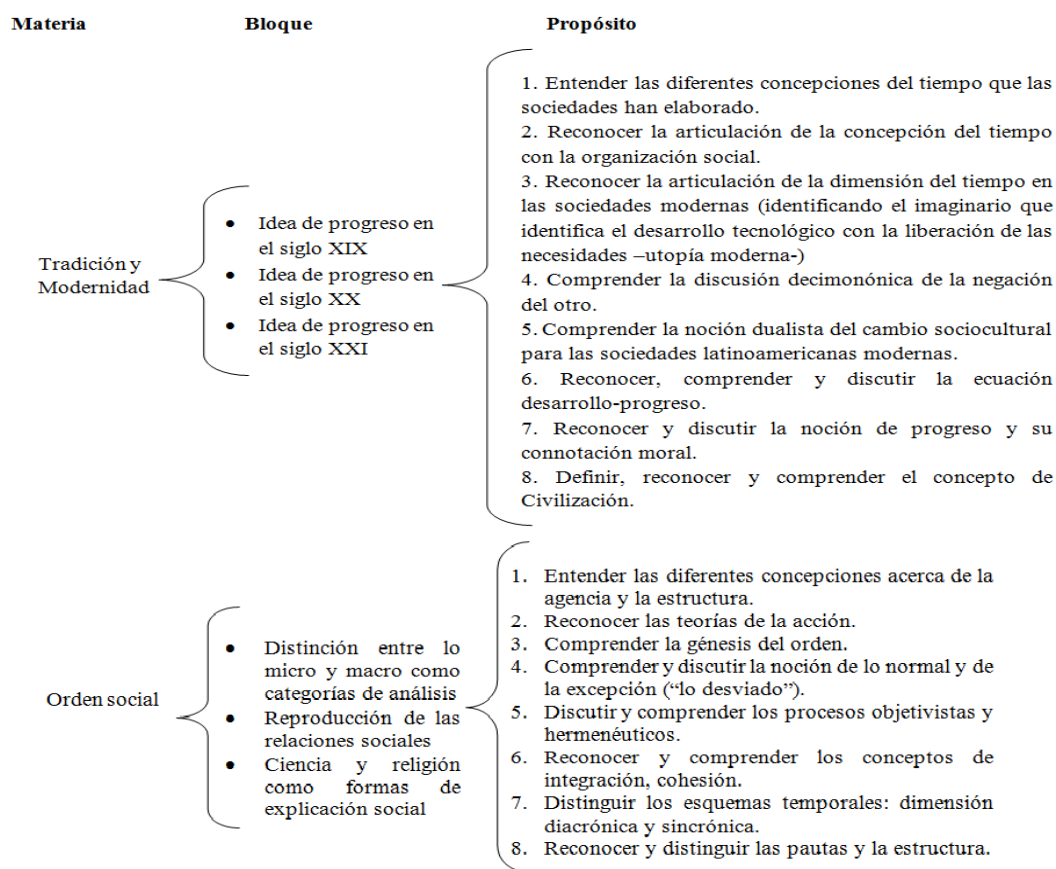 Materia Bloque Propósito
Tradición y
Modernidad
• Idea de progreso en
el siglo XIX
• Idea de progreso en
el siglo XX
• Idea de progreso en
el siglo XXI
1. Entender las diferentes concepciones del tiempo que las
sociedades han elaborado.
2. Reconocer la articulación de la concepción del tiempo
con la organización social.
3. Reconocer la articulación de la dimensión del tiempo en
las sociedades modernas (identificando el imaginario que
identifica el desarrollo tecnológico con la liberación de las
necesidades –utopía moderna-)
4. Comprender la discusión decimonónica de la negación
del otro.
5. Comprender la noción dualista del cambio sociocultural
para las sociedades latinoamericanas modernas.
6. Reconocer, comprender y discutir la ecuación
desarrollo-progreso.
7. Reconocer y discutir la noción de progreso y su
connotación moral.
8. Definir, reconocer y comprender el concepto de
Civilización.
Orden social
• Distinción entre lo
micro y macro como
categorías de análisis
• Reproducción de las
relaciones sociales
• Ciencia y religión
como formas de
explicación social
1. Entender las diferentes concepciones acerca de la
agencia y la estructura.
2. Reconocer las teorías de la acción.
3. Comprender la génesis del orden.
4. Comprender y discutir la noción de lo normal y de
la excepción (“lo desviado”).
5. Discutir y comprender los procesos objetivistas y
hermenéuticos.
6. Reconocer y comprender los conceptos de
integración, cohesión.
7. Distinguir los esquemas temporales: dimensión
diacrónica y sincrónica.
8. Reconocer y distinguir las pautas y la estructura.